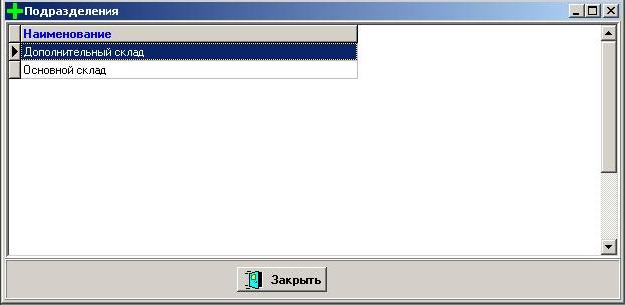 Подразделения
Наименование
Дополнительный склад
Основной склад
Закрыть